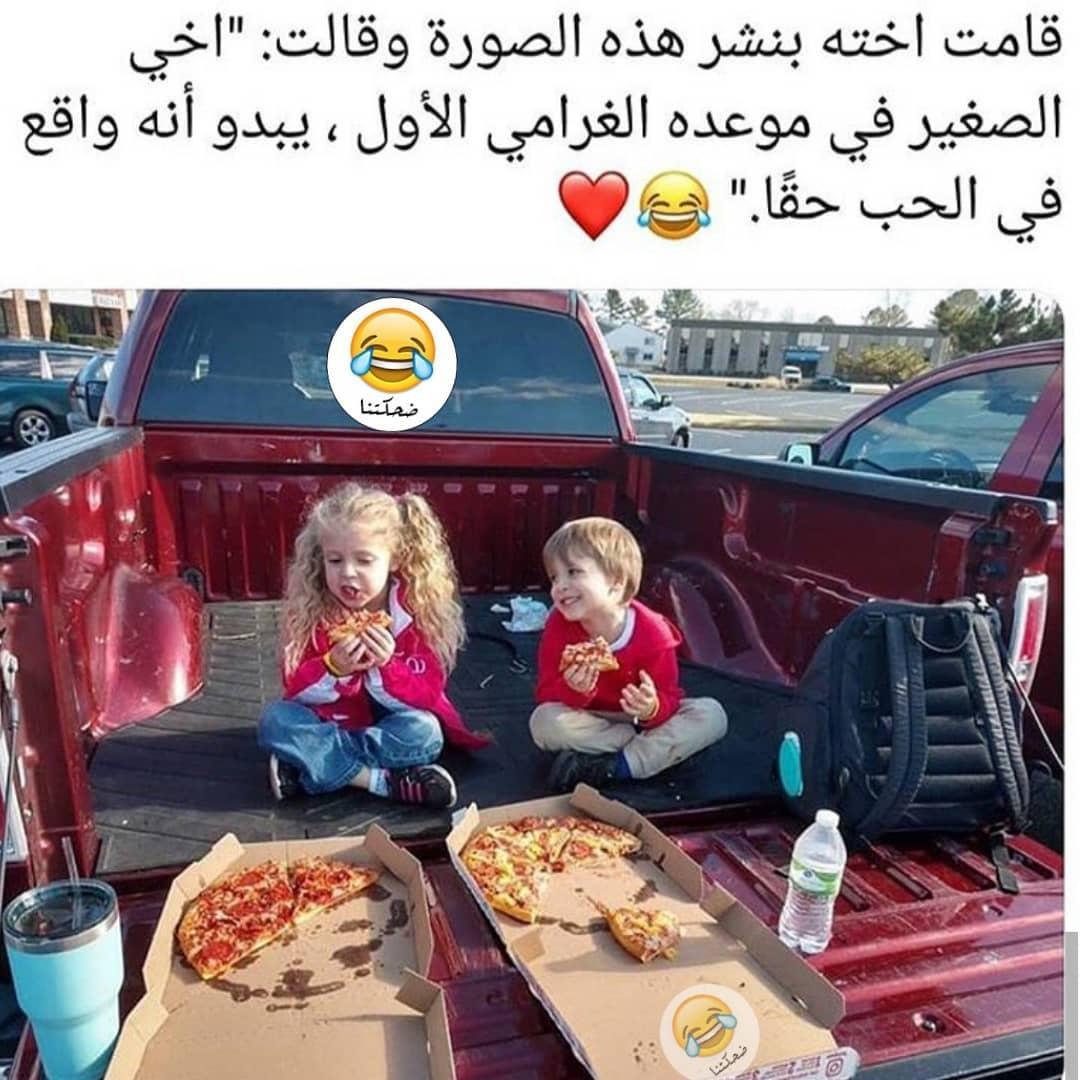 قامت اخته بنشر هذه الصورة وقالت: "اخي
الصغير في موعده الغرامي الأول ، يبدو أنه واقع
في الحب حقًا." 😂❤️
ضحكتنا
ضحكتنا